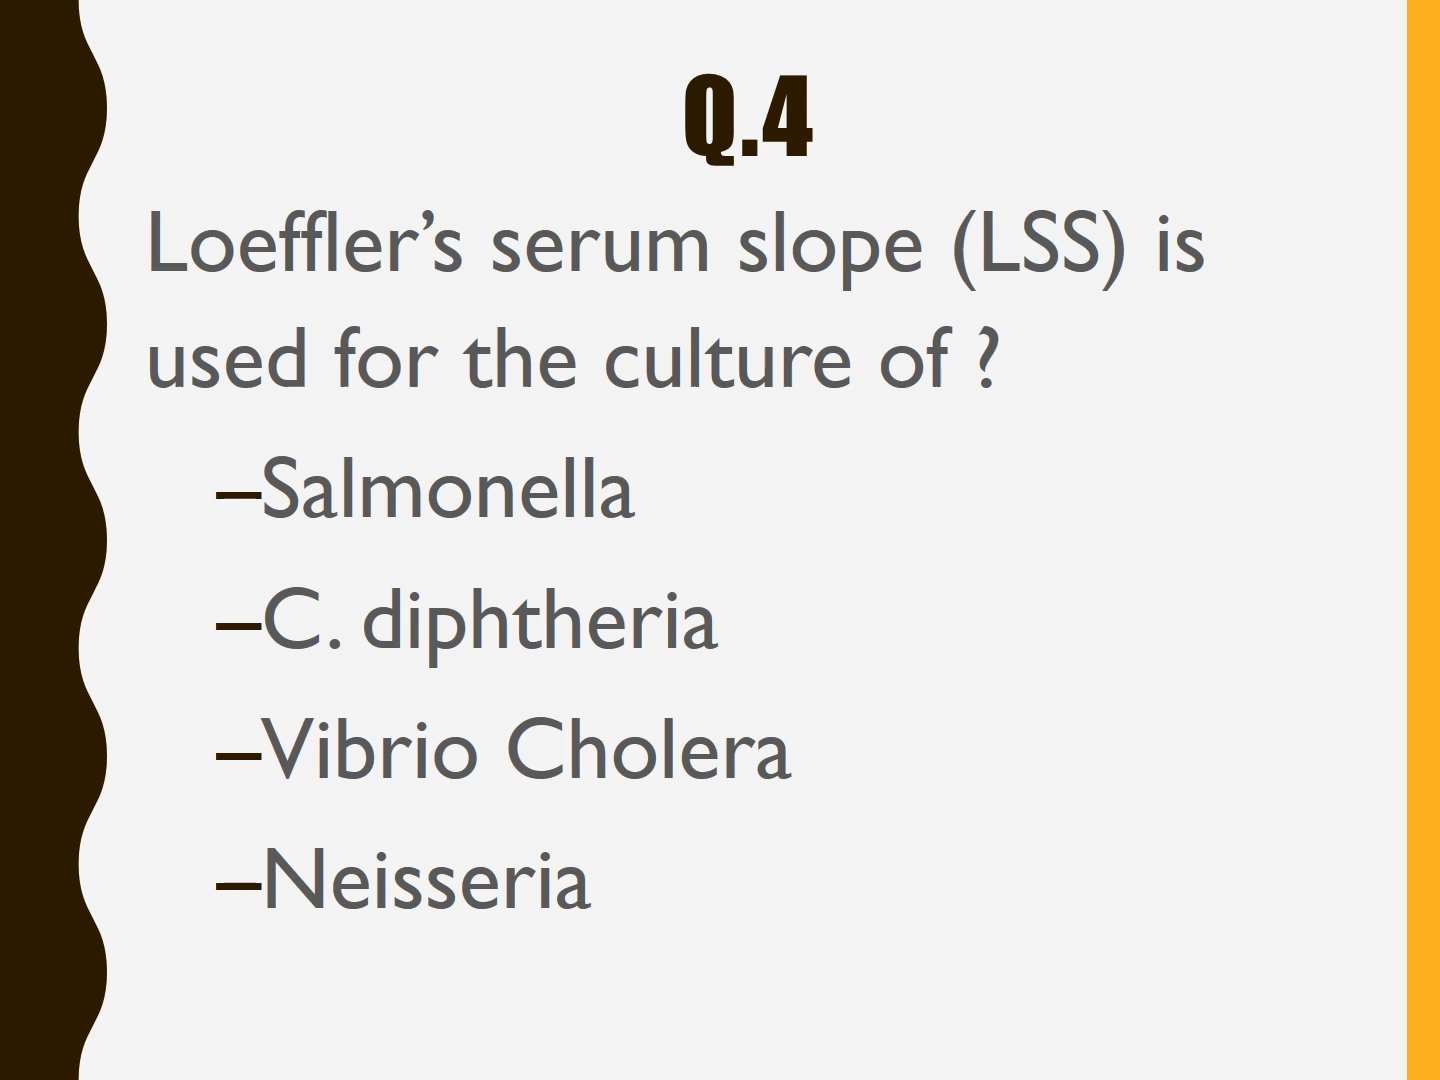 Q.4
Loeffler’s serum slope (LSS) is
used for the culture of ?
–Salmonella
–C. diphtheria
–Vibrio Cholera
–Neisseria